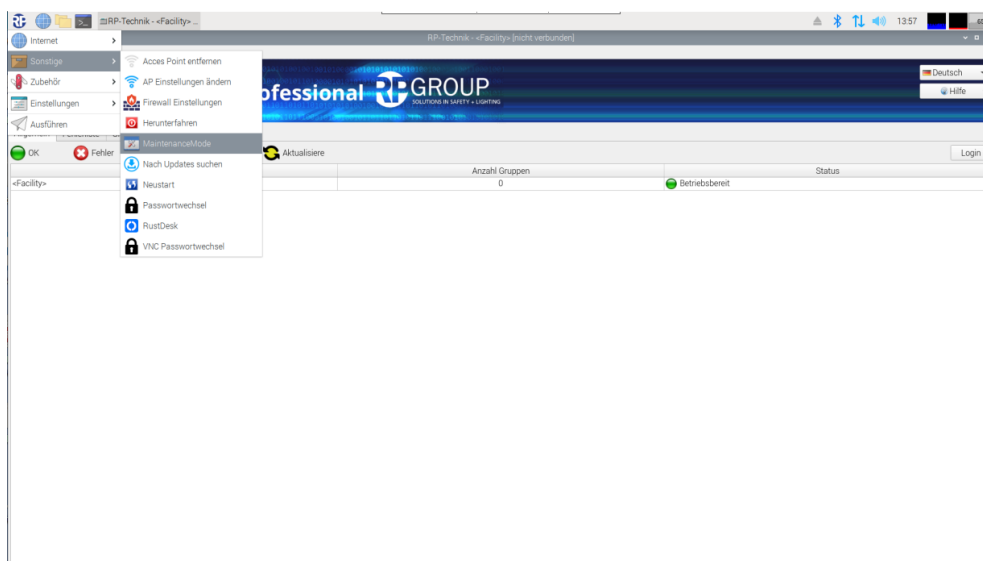 RP-Technik - <Facility> ...
13:57
RP-Technik - <Facility> [nicht verbunden]
Internet
Sonstige
Zubehör
Einstellungen
Ausführen
Acces Point entfernen
AP Einstellungen ändern
Firewall Einstellungen
Herunterfahren
MaintenanceMode
Nach Updates suchen
Neustart
Passwortwechsel
RustDesk
VNC Passwortwechsel
ofessional RP GROUP
SOLUTIONS IN SAFETY + LIGHTING
Deutsch
Hilfe
OK
Fehler
Aktualisiere
Login
Anzahl Gruppen
Status
<Facility>
0
Betriebsbereit